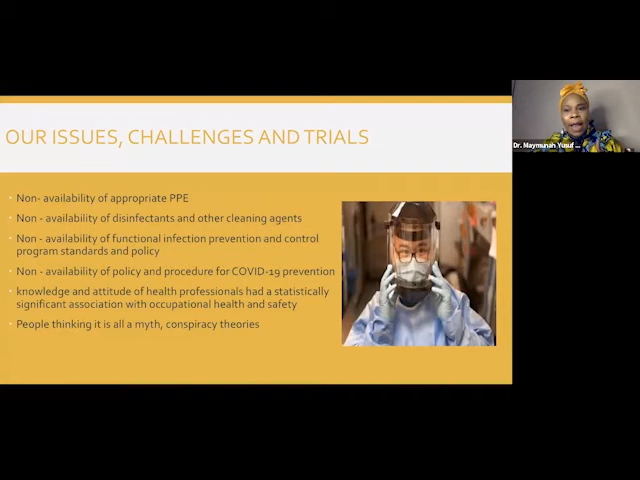 OUR ISSUES, CHALLENGES AND TRIALS
Dr. Maymunah Yusuf ...
• Non- availability of appropriate PPE
• Non - availability of disinfectants and other cleaning agents
• Non - availability of functional infection prevention and control
program standards and policy
• Non - availability of policy and procedure for COVID-19 prevention
• knowledge and attitude of health professionals had a statistically
significant association with occupational health and safety
• People thinking it is all a myth, conspiracy theories